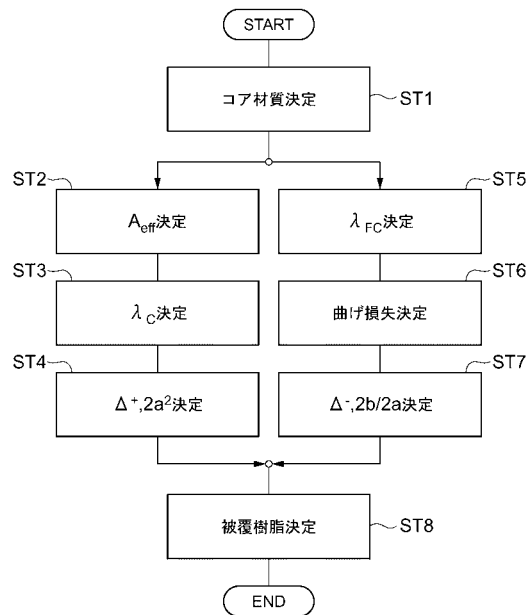 START
コア材質決定
ST1
ST2
A_eff決定
ST5
λ_FC決定
ST3
λ_C決定
ST6
曲げ損失決定
ST4
Δ⁺,2a²決定
ST7
Δ⁻,2b/2a決定
被覆樹脂決定
ST8
END